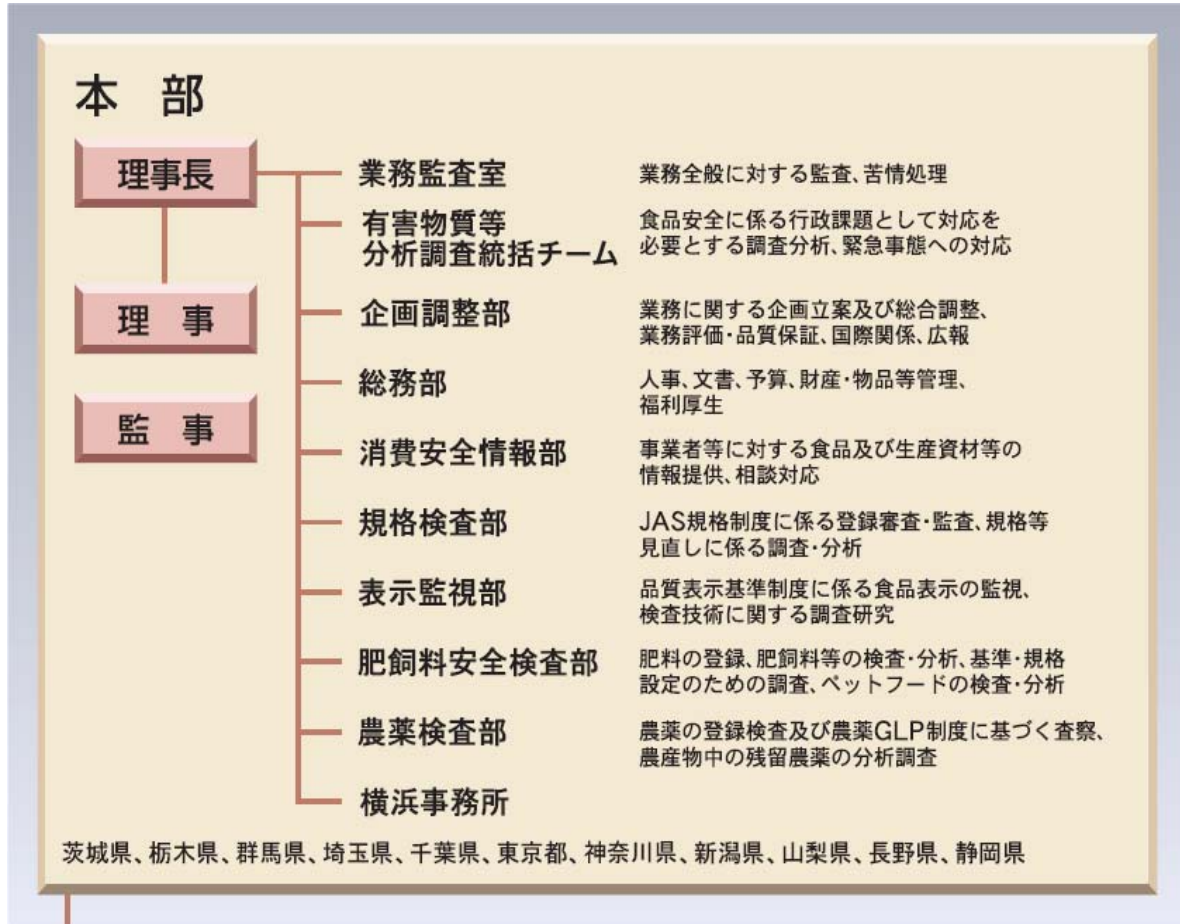 本 部
理事長
理 事
監 事
業務監査室
業務全般に対する監査、苦情処理
有害物質等
分析調査統括チーム
食品安全に係る行政課題として対応を
必要とする調査分析、緊急事態への対応
企画調整部
業務に関する企画立案及び総合調整、
業務評価・品質保証、国際関係、広報
総務部
人事、文書、予算、財産・物品等管理、
福利厚生
消費安全情報部
事業者等に対する食品及び生産資材等の
情報提供、相談対応
規格検査部
JAS規格制度に係る登録審査・監査、規格等
見直しに係る調査・分析
表示監視部
品質表示基準制度に係る食品表示の監視、
検査技術に関する調査研究
肥飼料安全検査部
肥料の登録、肥飼料等の検査・分析、基準・規格
設定のための調査、ペットフードの検査・分析
農薬検査部
農薬の登録検査及び農薬GLP制度に基づく査察、
農産物中の残留農薬の分析調査
横浜事務所
茨城県、栃木県、群馬県、埼玉県、千葉県、東京都、神奈川県、新潟県、山梨県、長野県、静岡県